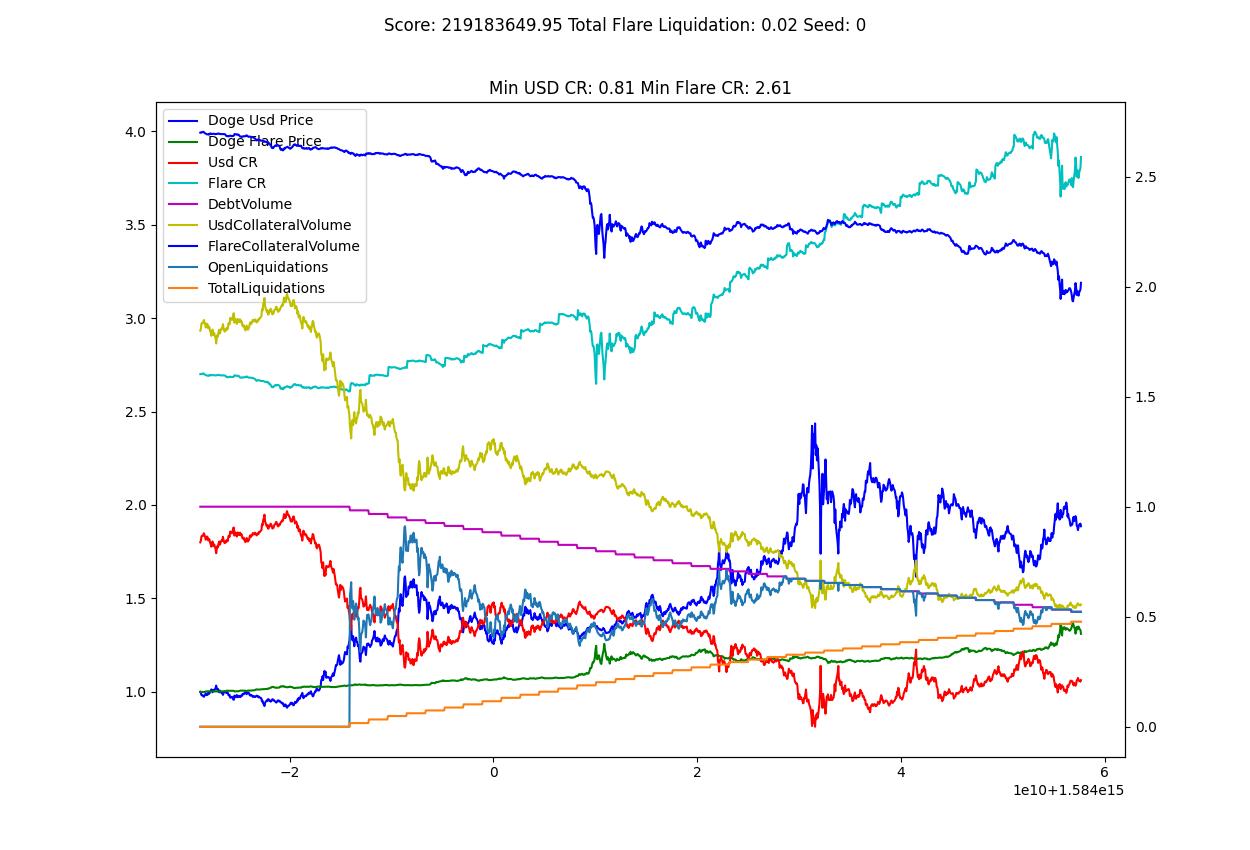 Score: 219183649.95 Total Flare Liquidation: 0.02 Seed: 0
Min USD CR: 0.81 Min Flare CR: 2.61
Doge Usd Price
Doge Flare Price
Usd CR
Flare CR
DebtVolume
UsdCollateralVolume
FlareCollateralVolume
OpenLiquidations
TotalLiquidations
4.0
3.5
3.0
2.5
2.0
1.5
1.0
2.5
2.0
1.5
1.0
0.5
0.0
−2 0 2 4 6
1e10+1.584e15